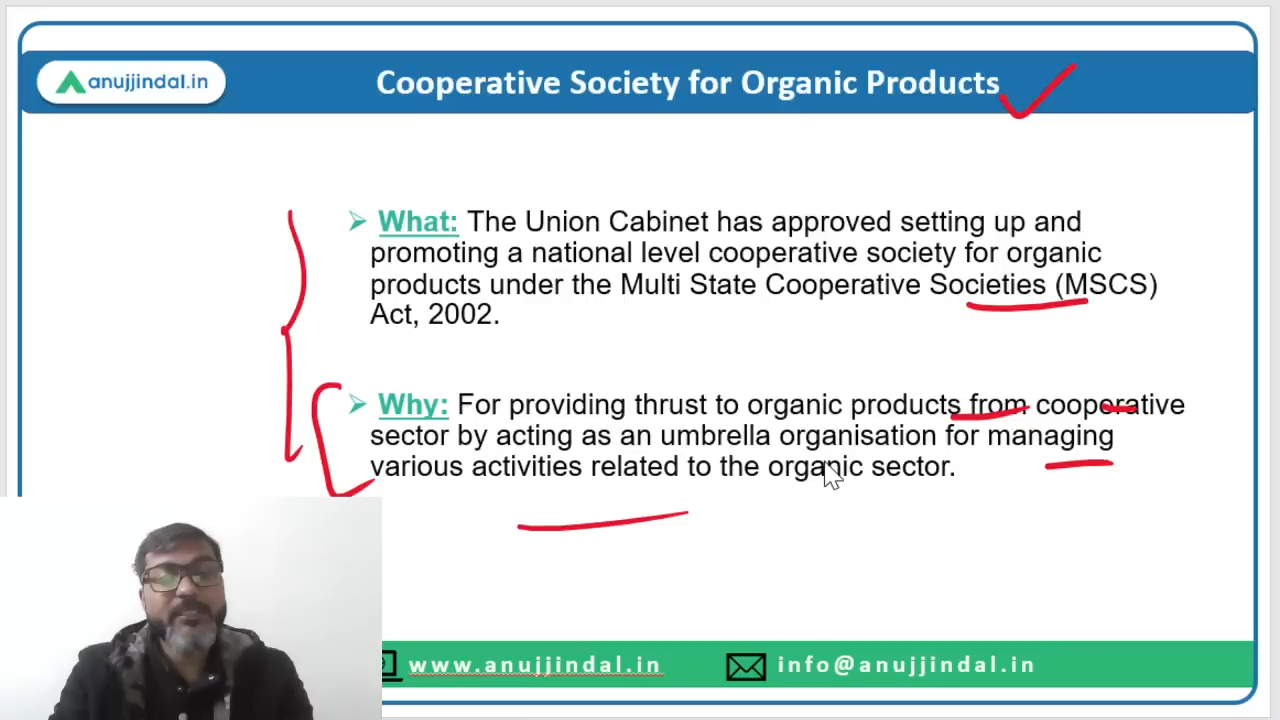 anujjindal.in
Cooperative Society for Organic Products
What: The Union Cabinet has approved setting up and
promoting a national level cooperative society for organic
products under the Multi State Cooperative Societies (MSCS)
Act, 2002.
Why: For providing thrust to organic products from cooperative
sector by acting as an umbrella organisation for managing
various activities related to the organic sector.
www.anujjindal.in
info@anujjindal.in